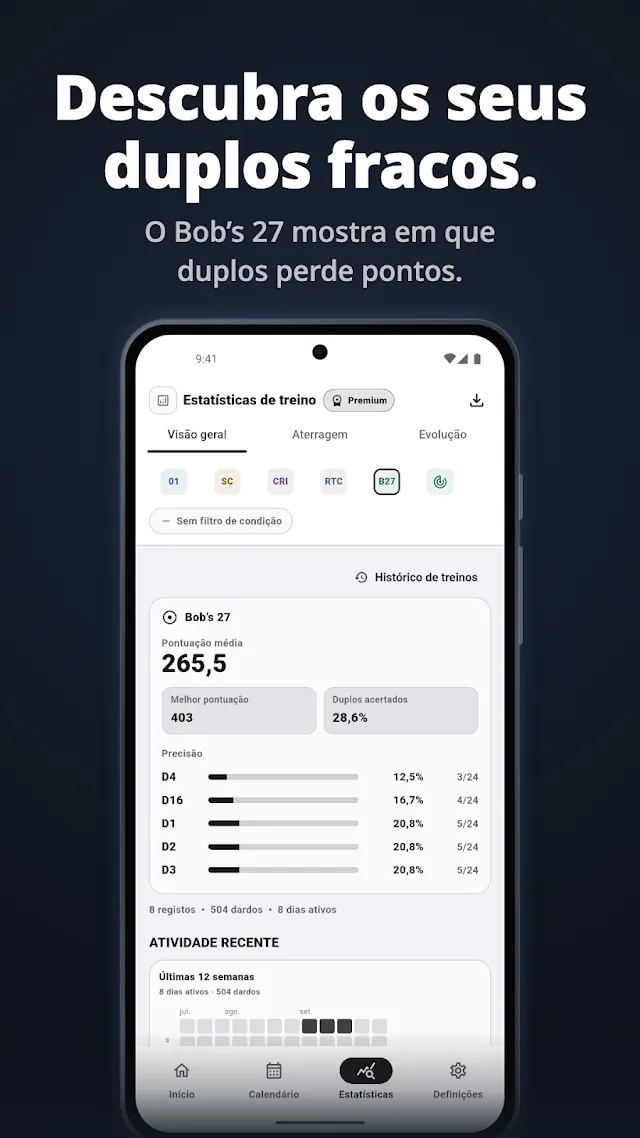 Descubra os seus
duplos fracos.
O Bob's 27 mostra em que
duplos perde pontos.
9:41
Estatísticas de treino
Premium
Visão geral
Aterragem
Evolução
01
SC
CRI
RTC
B27
Sem filtro de condição
Histórico de treinos
Bob's 27
Pontuação média
265,5
Melhor pontuação
403
Duplos acertados
28,6%
Precisão
D4 12,5% 3/24
D16 16,7% 4/24
D1 20,8% 5/24
D2 20,8% 5/24
D3 20,8% 5/24
8 registos • 504 dardos • 8 dias ativos
ATIVIDADE RECENTE
Últimas 12 semanas
8 dias ativos · 504 dardos
jul. ago. set.
s
Início
Calendário
Estatísticas
Definições